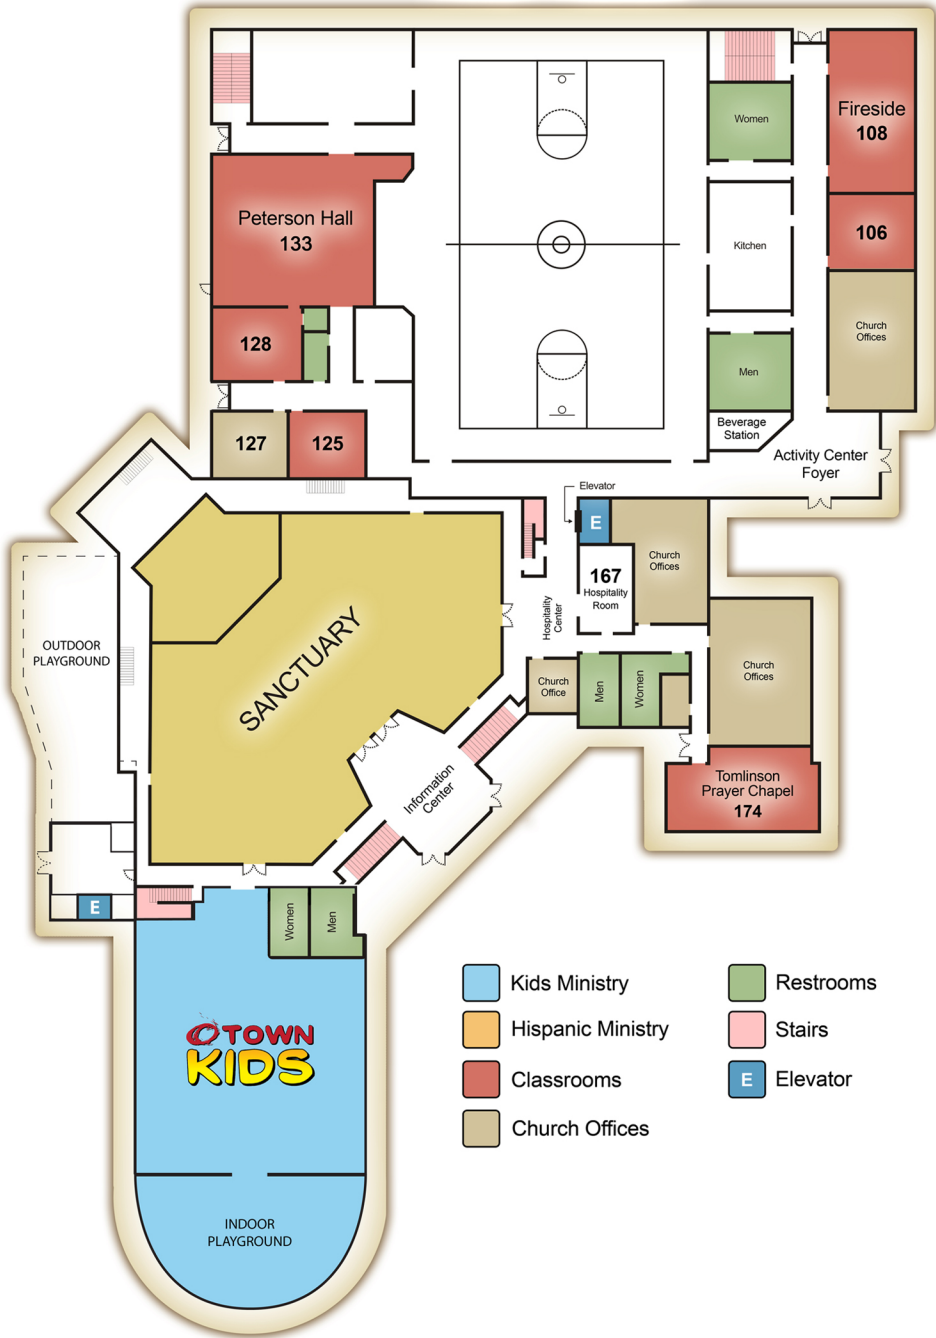 Women
Fireside
108
Peterson Hall
133
Kitchen
106
Church
Offices
128
Men
127
125
Beverage
Station
Activity Center
Foyer
Elevator
E
Church
Offices
167
Hospitality
Room
Hospitality
Center
OUTDOOR
PLAYGROUND
SANCTUARY
Church
Office
Men
Women
Church
Offices
Information
Center
Tomlinson
Prayer Chapel
174
E
Women
Men
OTOWN
KIDS
INDOOR
PLAYGROUND
Kids Ministry
Hispanic Ministry
Classrooms
Church Offices
Restrooms
Stairs
E Elevator